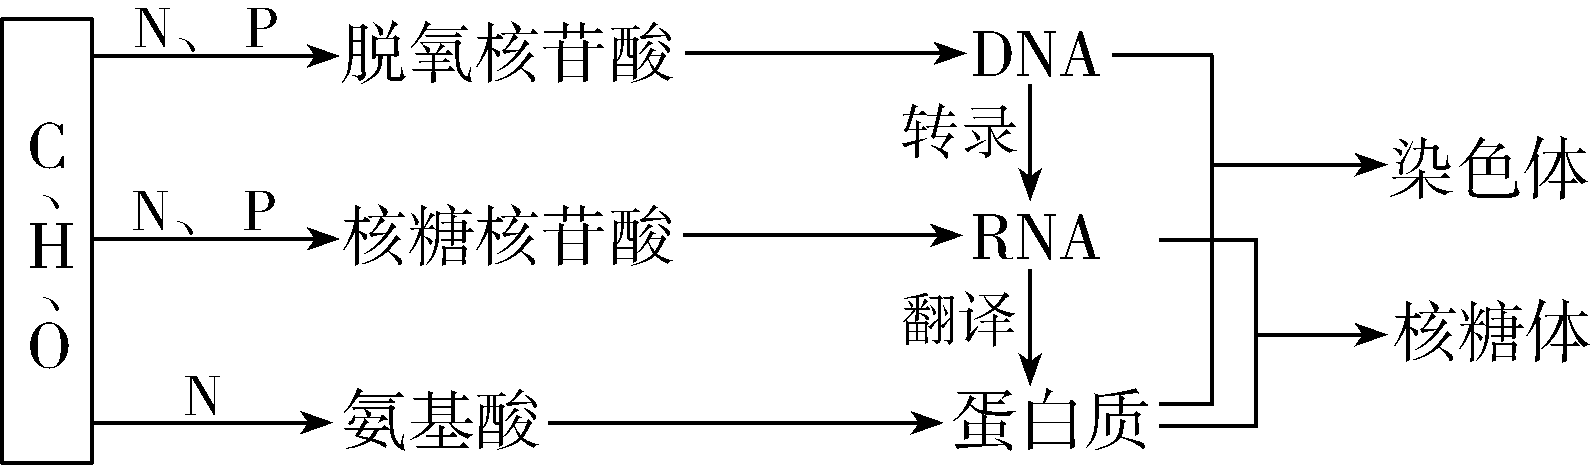 C、H、O
N、P
脱氧核苷酸
DNA
转录
染色体
N、P
核糖核苷酸
RNA
翻译
核糖体
N
氨基酸
蛋白质